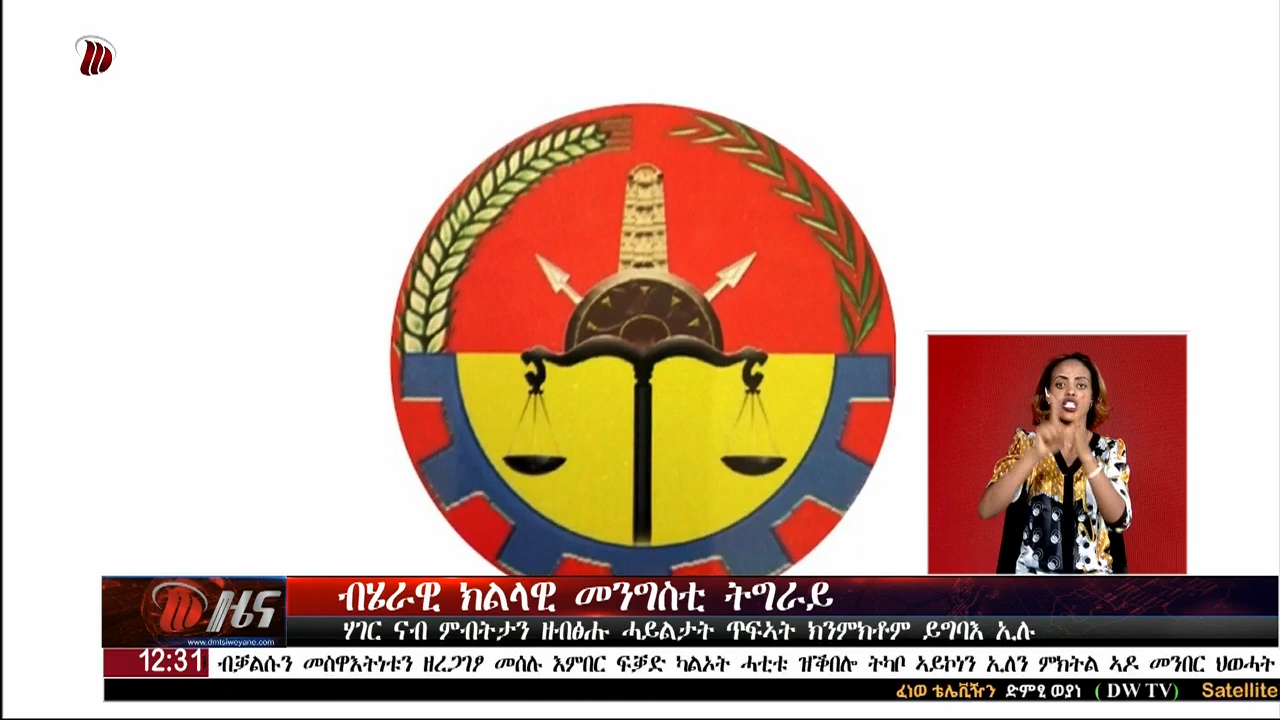 ብሄራዊ ክልላዊ መንግስቲ ትግራይ
ሃገር ናብ ምብትታን ዘብፅሑ ሓይልታት ጥፍኣት ክንምክቶም ይግባእ ኢሉ
ዜና
www.dmtsiweyane.com
12:31 ብቓልሱን መስዋእትነቱን ዘረጋገፆ መሰሉ እምበር ፍቓድ ካልኦት ሓቲቱ ዝቕበሎ ትካቦ ኣይኮነን ኢለን ምክትል ኣዶ መንበር ህወሓት
ፈነወ ቴሌቪዥን ድምፂ ወያነ ( DW TV) Satellite